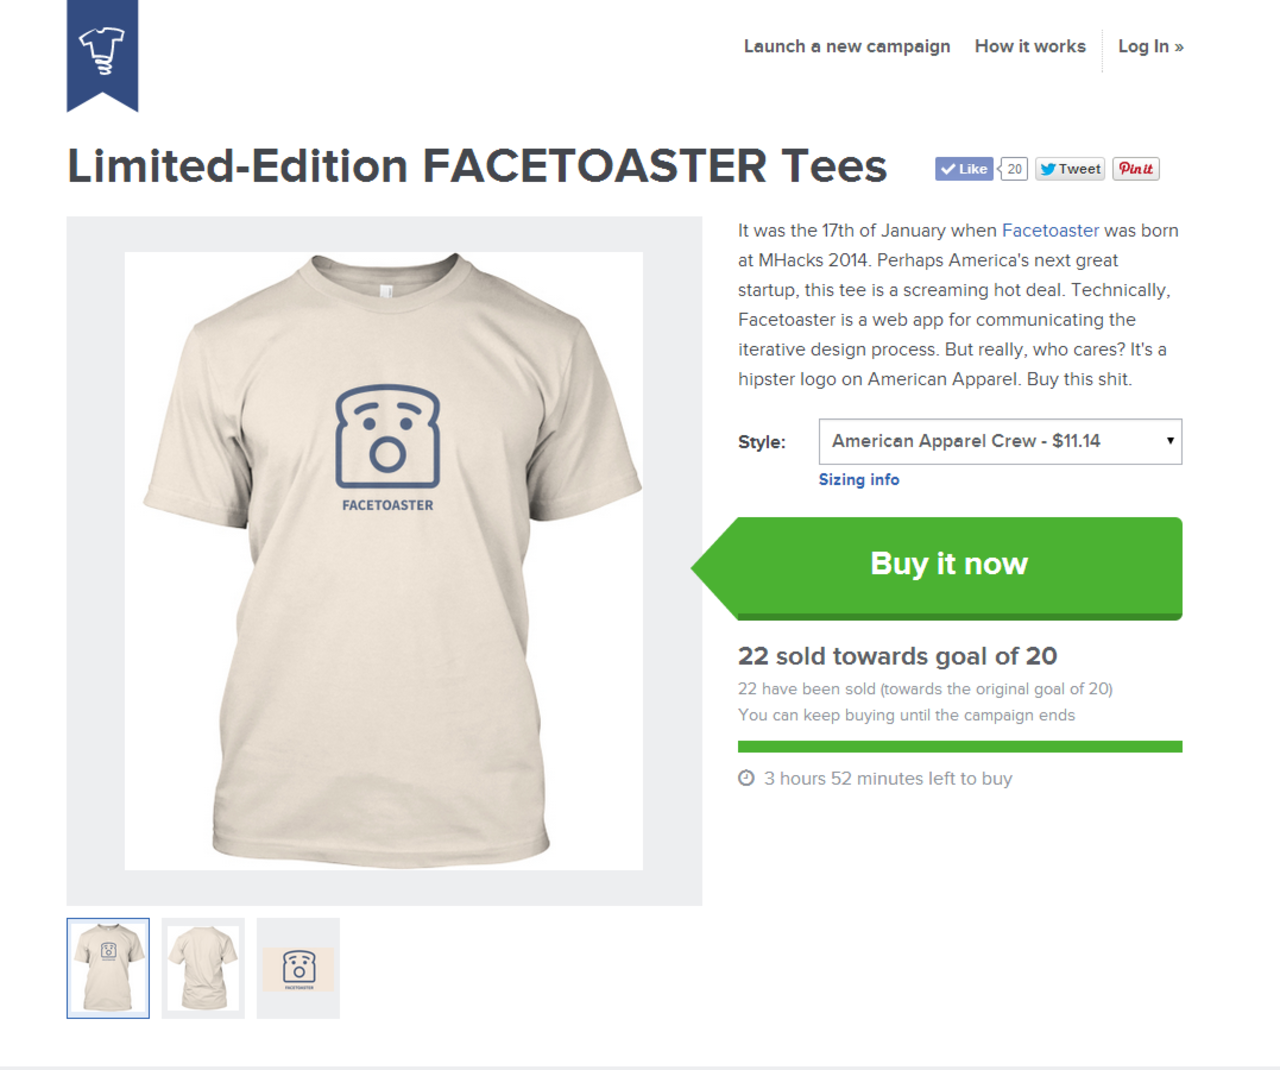 Launch a new campaign
How it works
Log In »
Limited-Edition FACETOASTER Tees
Like
20
Tweet
Pinit
It was the 17th of January when Facetoaster was born
at MHacks 2014. Perhaps America's next great
startup, this tee is a screaming hot deal. Technically,
Facetoaster is a web app for communicating the
iterative design process. But really, who cares? It's a
hipster logo on American Apparel. Buy this shit.
FACETOASTER
Style:
American Apparel Crew - $11.14
Sizing info
Buy it now
22 sold towards goal of 20
22 have been sold (towards the original goal of 20)
You can keep buying until the campaign ends
3 hours 52 minutes left to buy
FACETOASTER